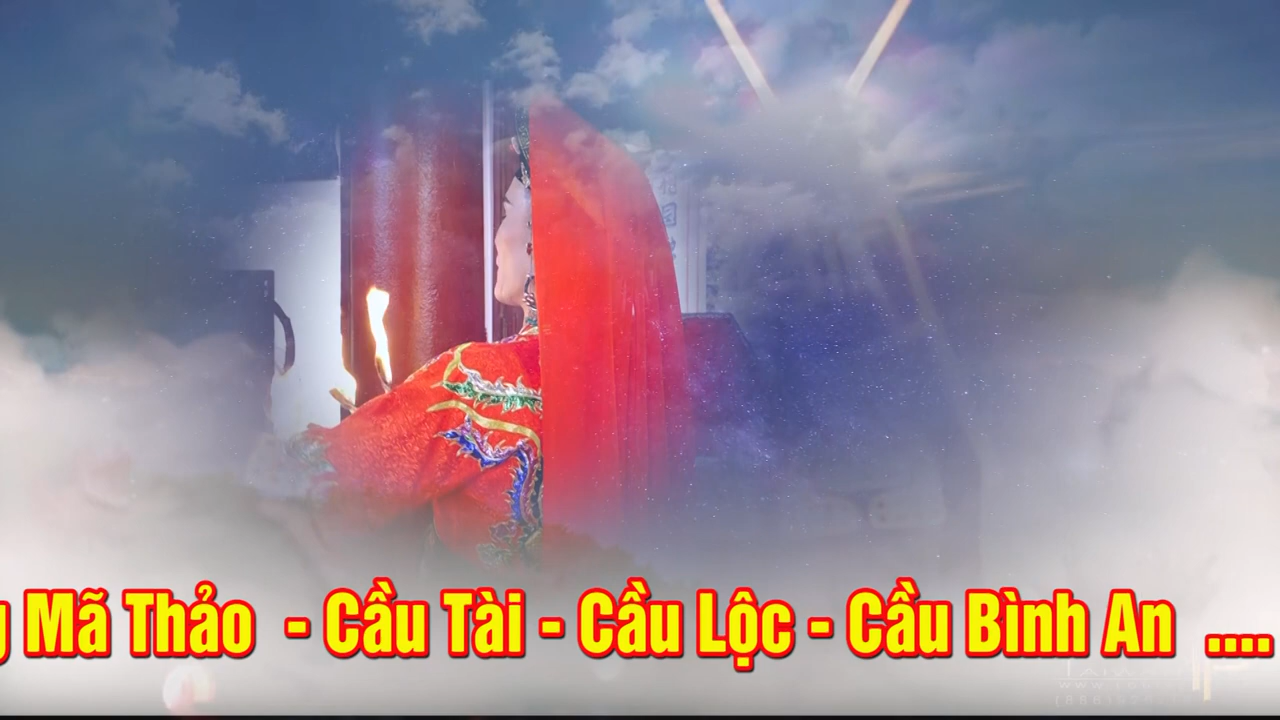 Mã Thảo - Cầu Tài - Cầu Lộc - Cầu Bình An ....